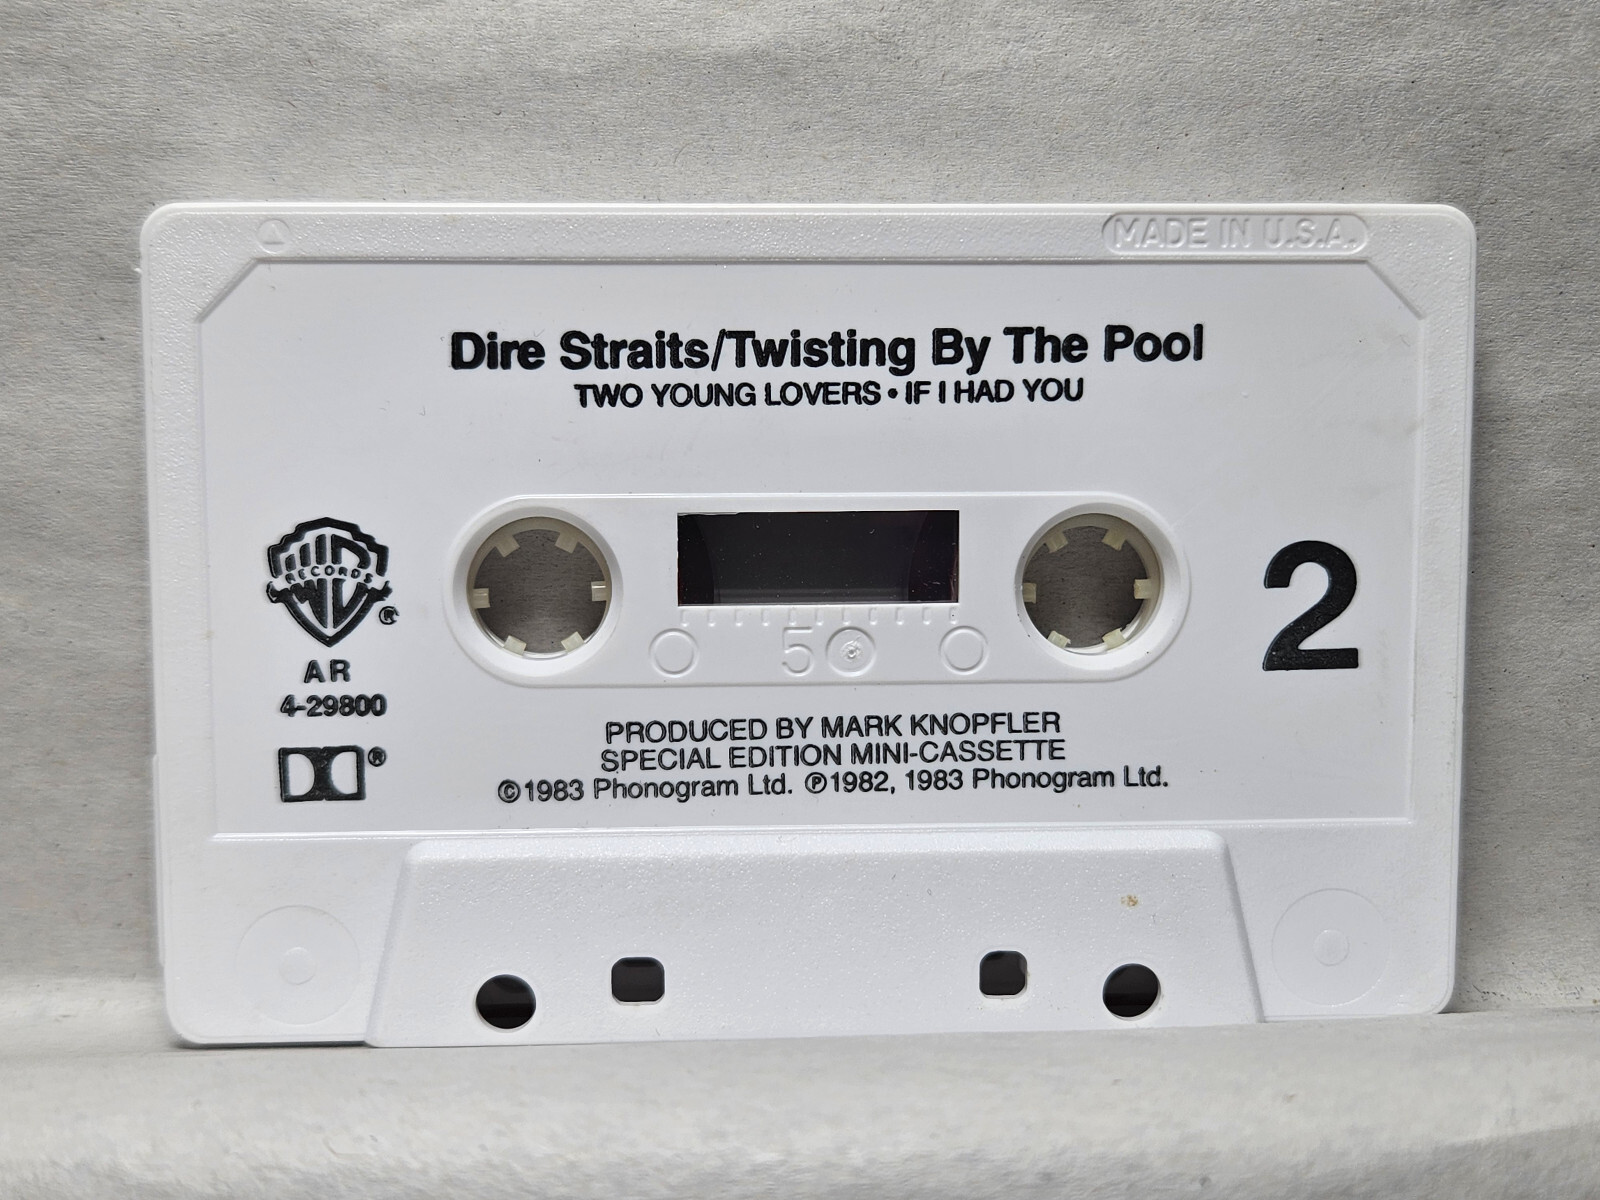 MADE IN U.S.A.
Dire Straits/Twisting By The Pool
TWO YOUNG LOVERS • IF I HAD YOU
RECORDS
®
2
50
AR
4-29800
®
PRODUCED BY MARK KNOPFLER
SPECIAL EDITION MINI-CASSETTE
©1983 Phonogram Ltd. ℗1982, 1983 Phonogram Ltd.